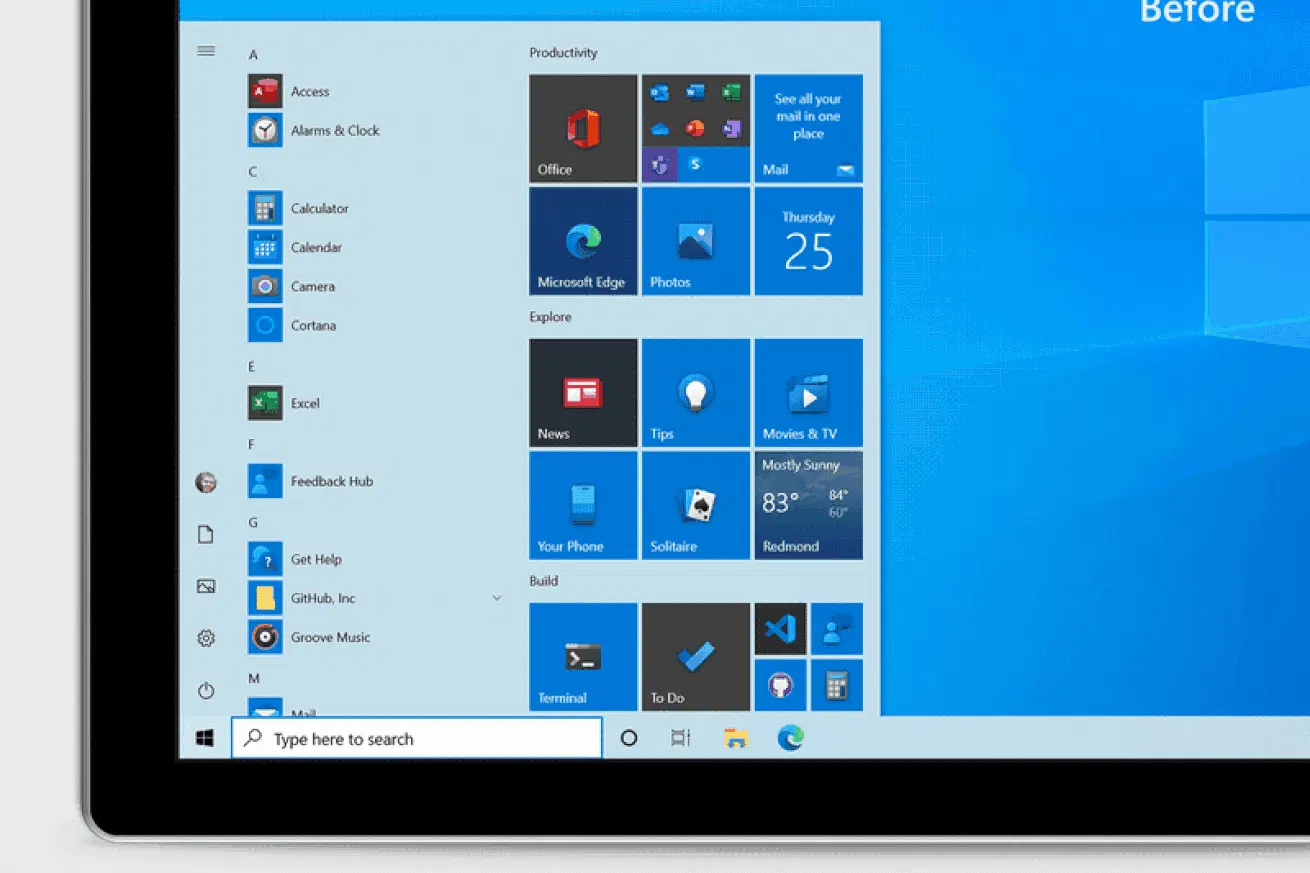 Before
A
Access
Alarms & Clock
C
Calculator
Calendar
Camera
Cortana
E
Excel
F
Feedback Hub
G
Get Help
GitHub, Inc
Groove Music
M
Mail
Productivity
Office
See all your
mail in one
place
Mail
Microsoft Edge
Photos
Thursday
25
Explore
News
Tips
Movies & TV
Your Phone
Solitaire
Mostly Sunny
83°
84°
60°
Redmond
Build
Terminal
To Do
Type here to search